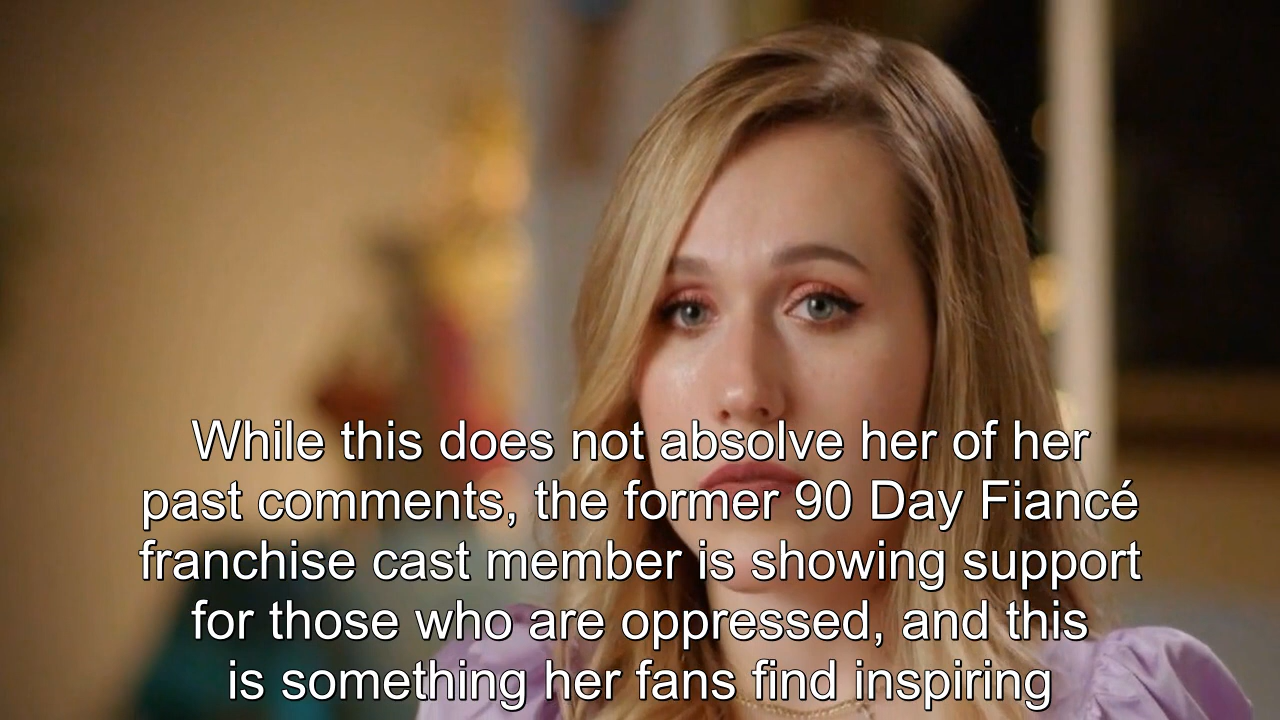 While this does not absolve her of her
past comments, the former 90 Day Fiancé
franchise cast member is showing support
for those who are oppressed, and this
is something her fans find inspiring